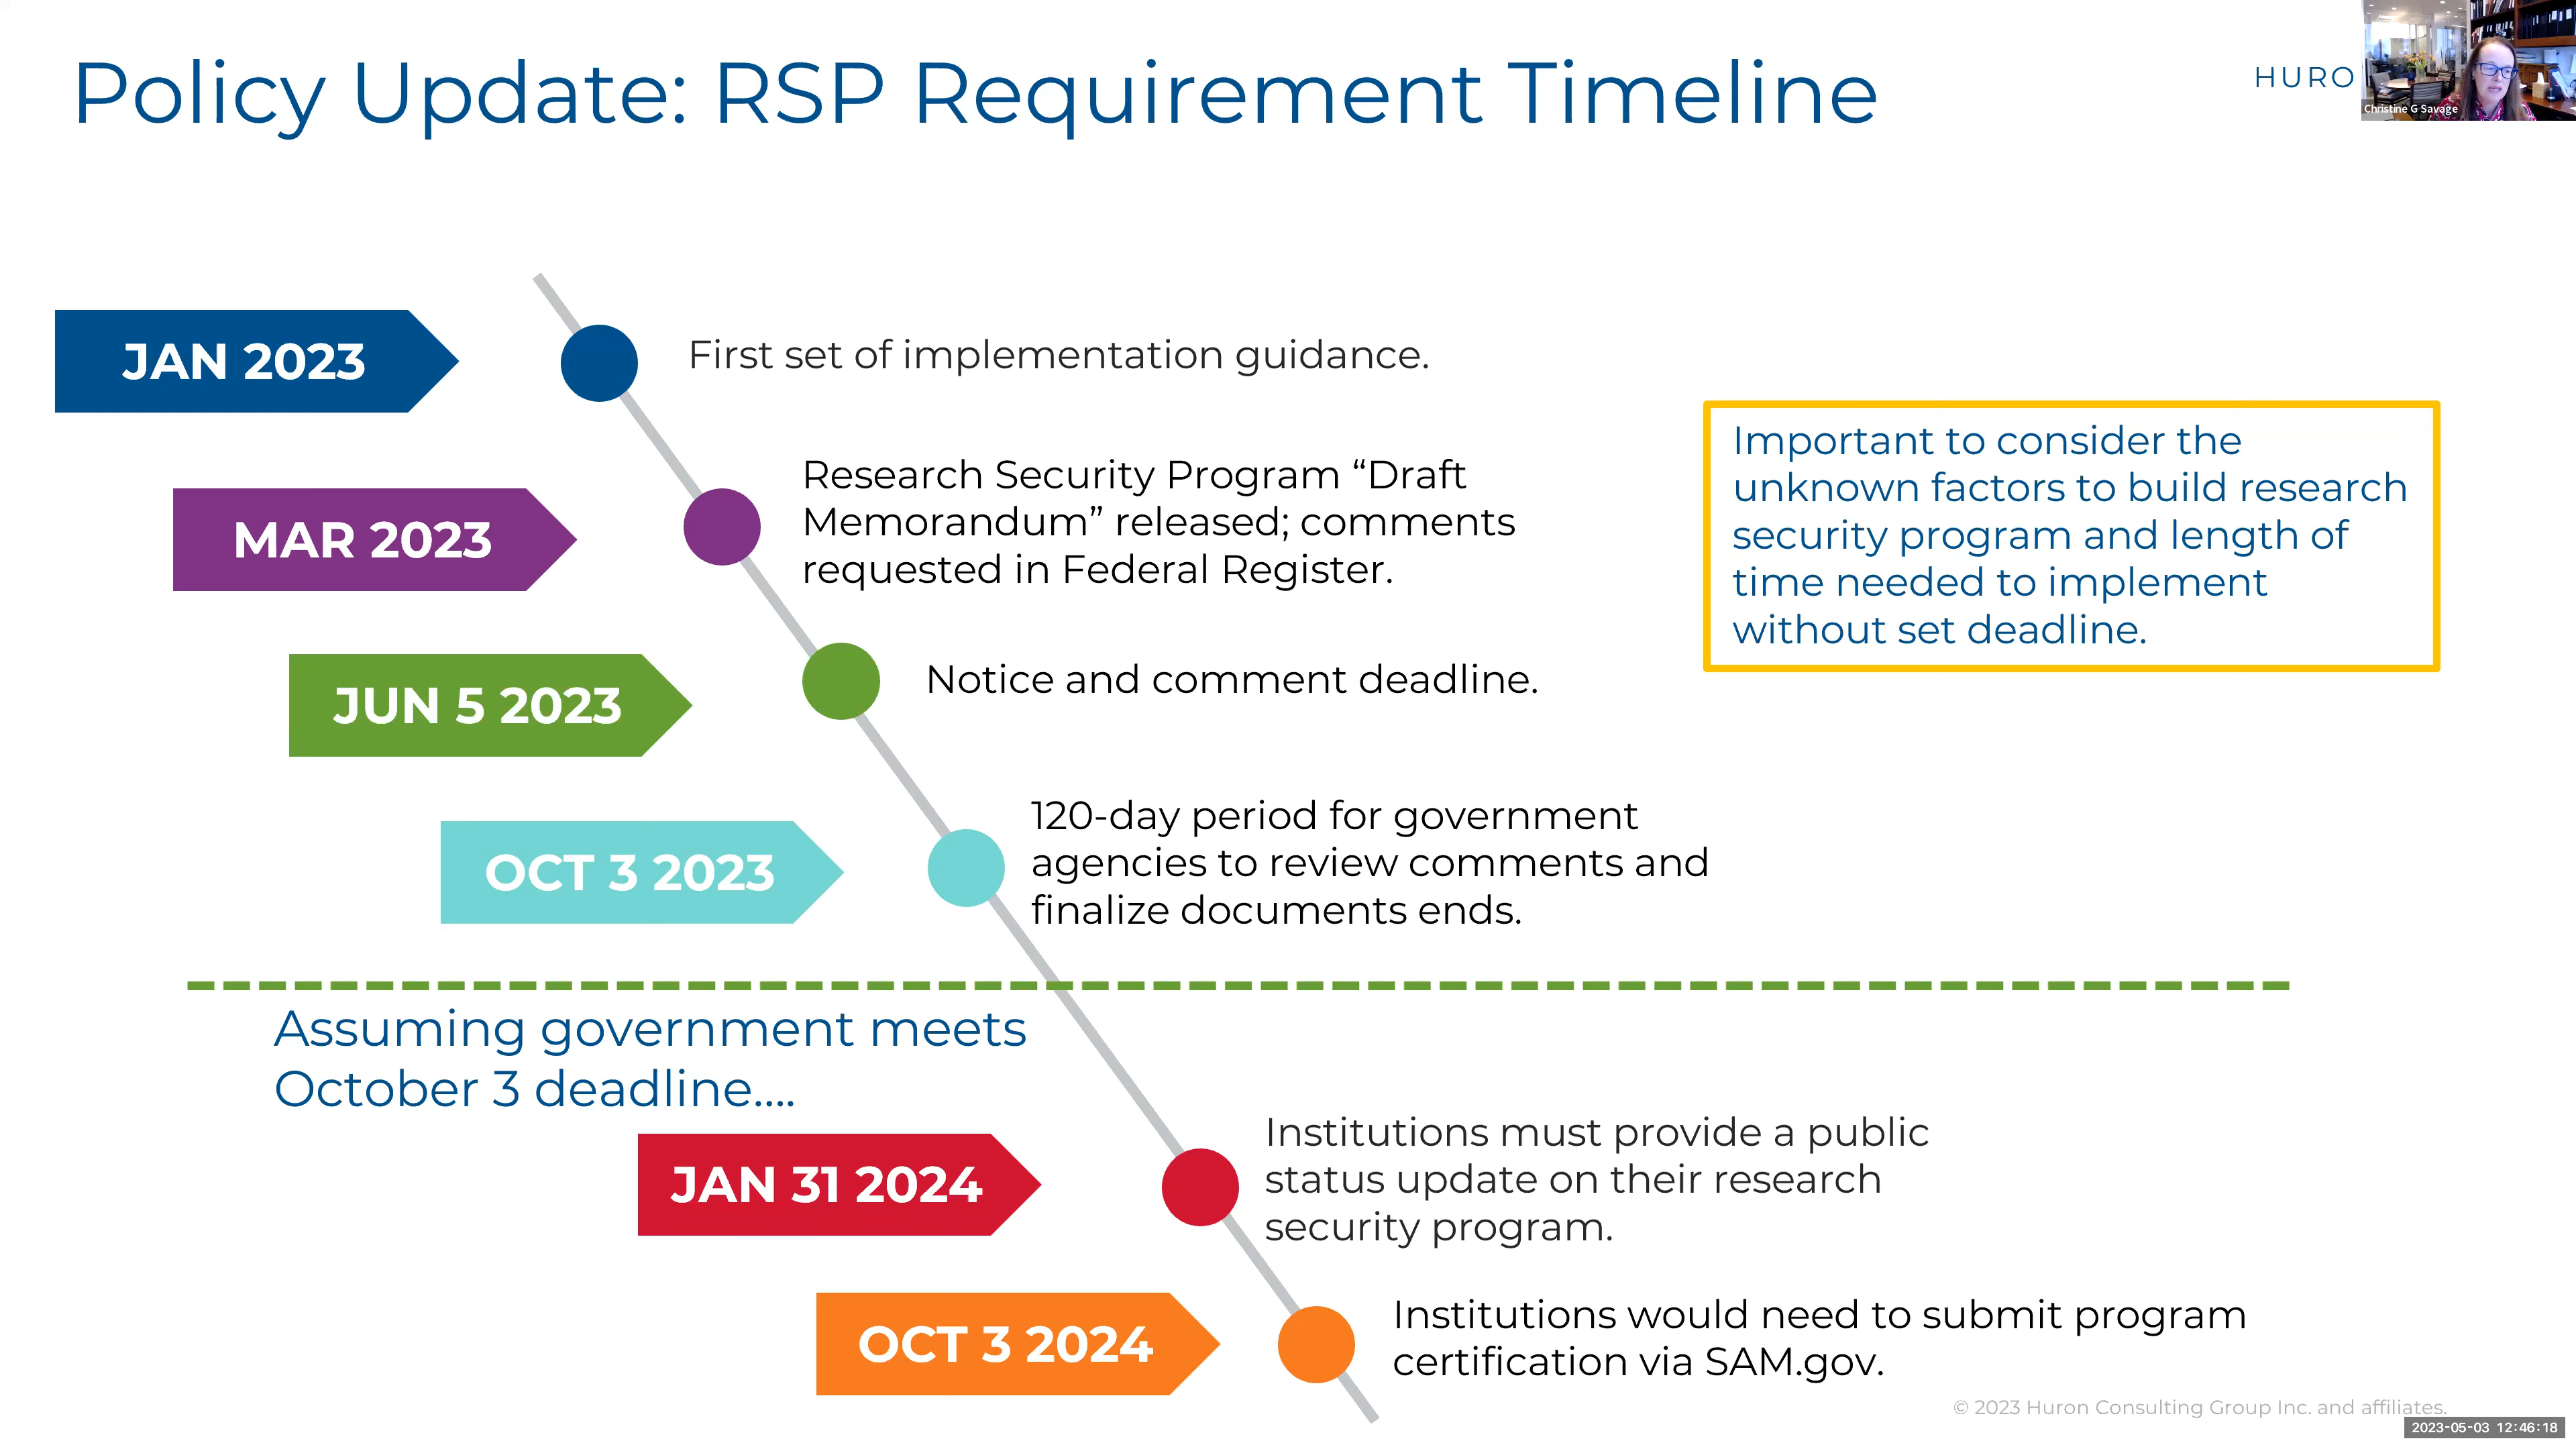 Policy Update: RSP Requirement Timeline
HURO
Christine G Savage
JAN 2023
First set of implementation guidance.
MAR 2023
Research Security Program “Draft
Memorandum” released; comments
requested in Federal Register.
Important to consider the
unknown factors to build research
security program and length of
time needed to implement
without set deadline.
JUN 5 2023
Notice and comment deadline.
OCT 3 2023
120-day period for government
agencies to review comments and
finalize documents ends.
Assuming government meets
October 3 deadline....
JAN 31 2024
Institutions must provide a public
status update on their research
security program.
OCT 3 2024
Institutions would need to submit program
certification via SAM.gov.
© 2023 Huron Consulting Group Inc. and affiliates.
2023-05-03 12:46:18